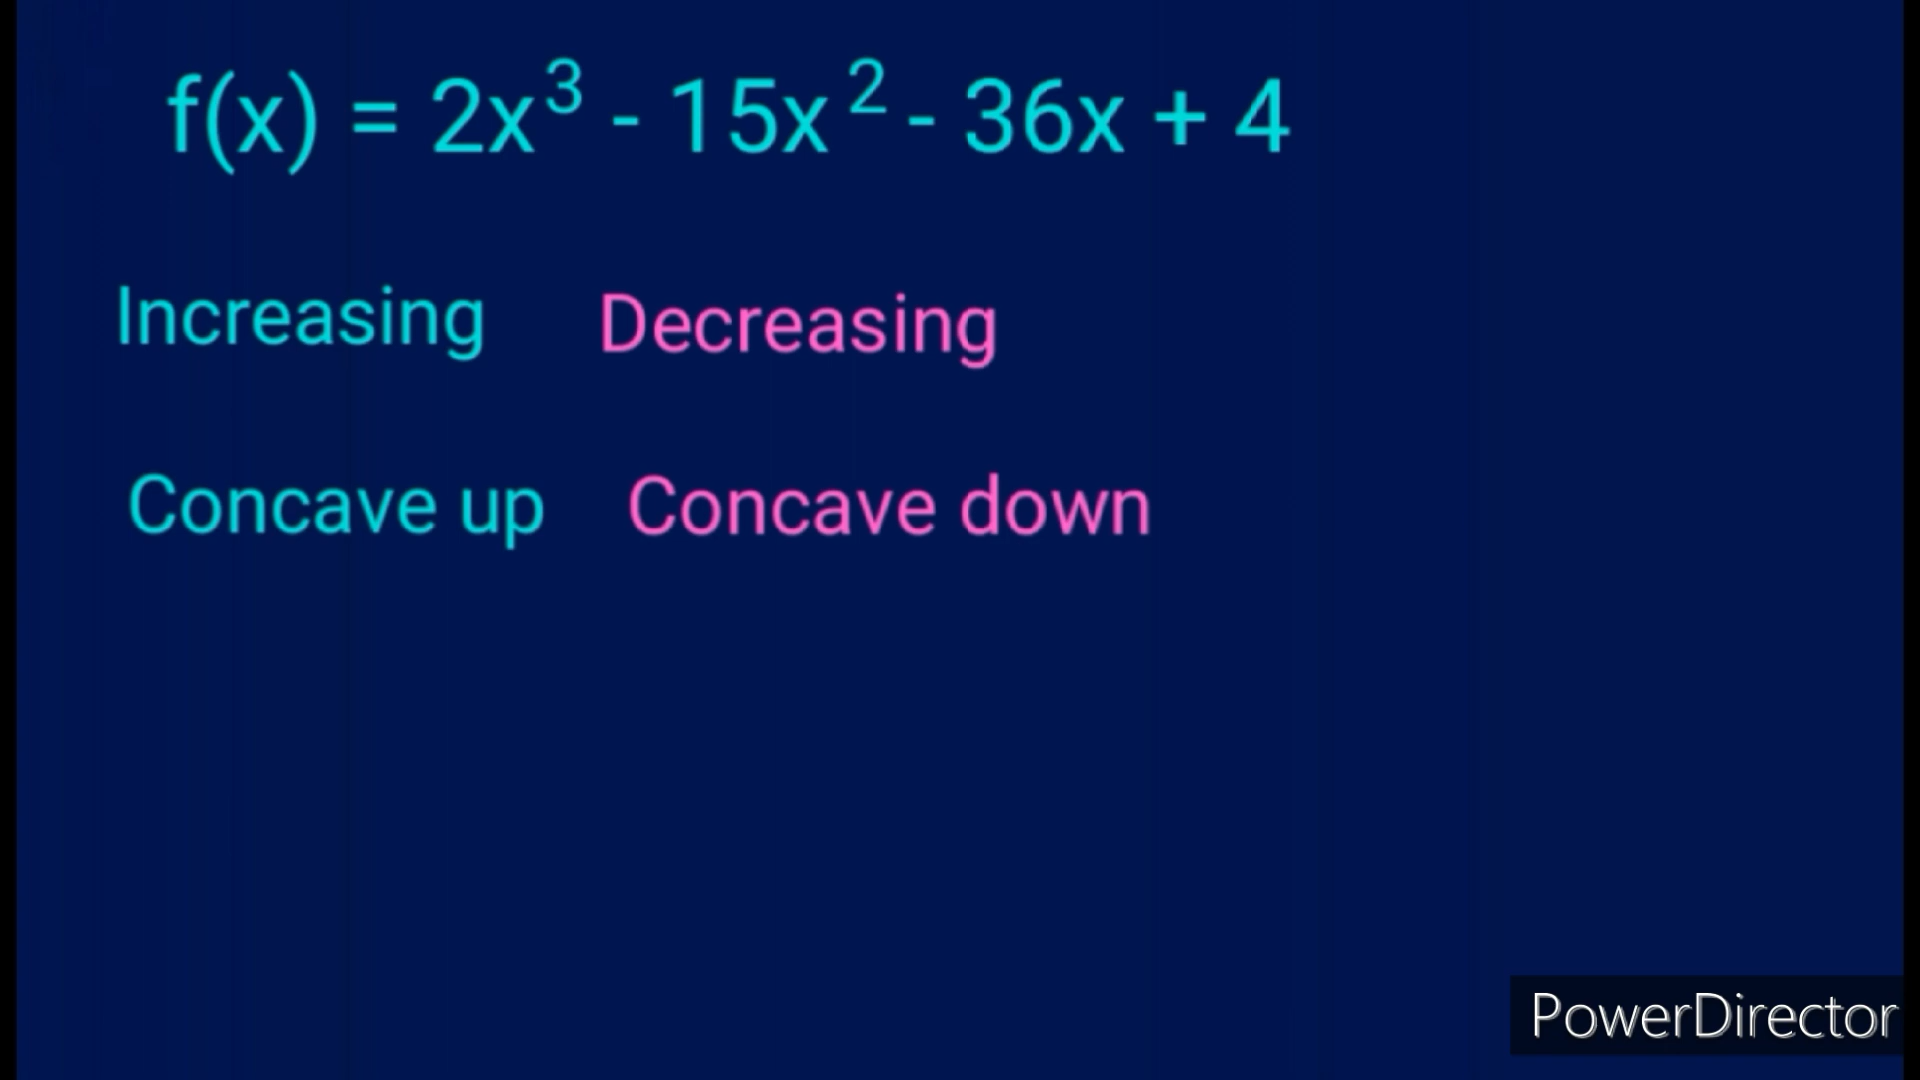 f(x) = 2x³ - 15x² - 36x + 4
Increasing Decreasing
Concave up Concave down
PowerDirector